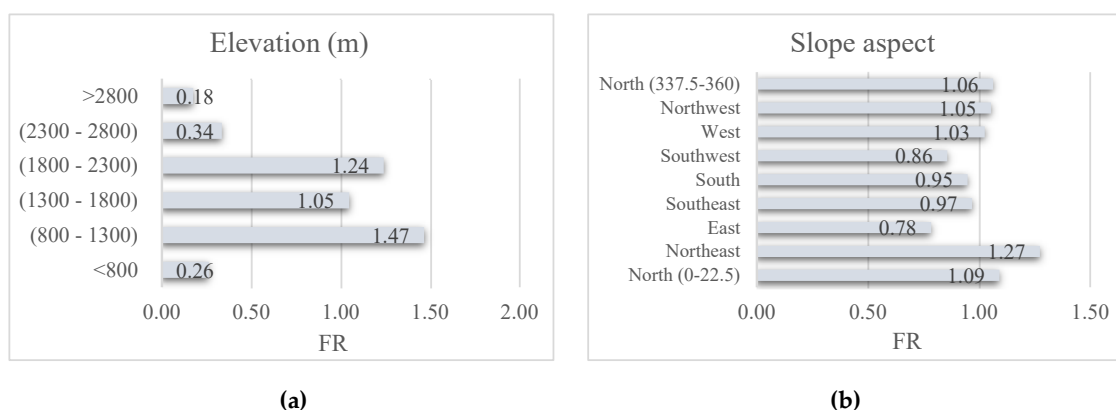 Elevation (m)
>2800
0.18
(2300 - 2800)
0.34
(1800 - 2300)
1.24
(1300 - 1800)
1.05
(800 - 1300)
1.47
<800
0.26
0.00 0.50 1.00 1.50 2.00
FR
(a)
Slope aspect
North (337.5-360)
1.06
Northwest
1.05
West
1.03
Southwest
0.86
South
0.95
Southeast
0.97
East
0.78
Northeast
1.27
North (0-22.5)
1.09
0.00 0.50 1.00 1.50
FR
(b)